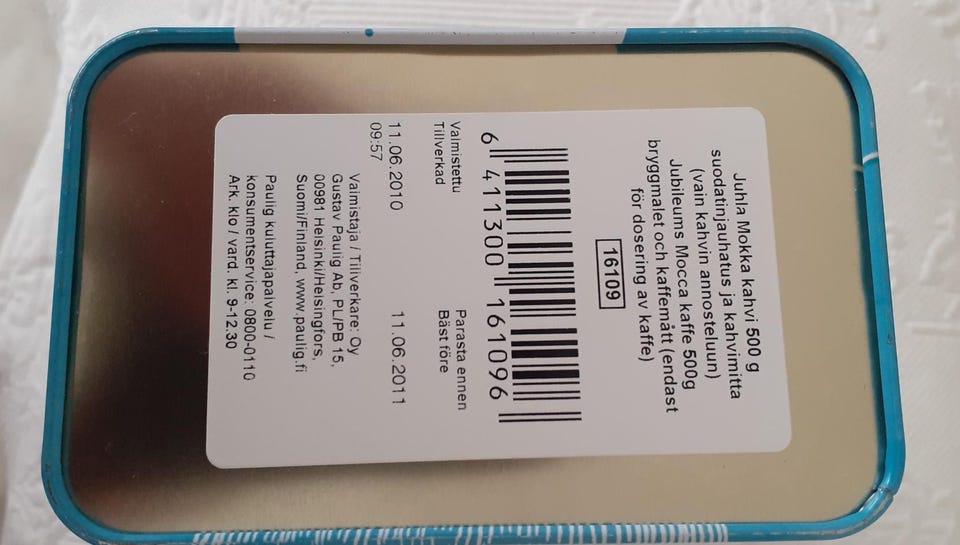 Juhla Mokka kahvi 500 g
suodatinjauhatus ja kahvimitta
(vain kahvin annosteluun)
Jubileums Mocca kaffe 500g
bryggmalet och kaffemått (endast
för dosering av kaffe)
16109
6 411300 161096
Valmistettu Parasta ennen
Tillverkad Bäst före
11.06.2010 11.06.2011
09:57
Valmistaja / Tillverkare: Oy
Gustav Paulig Ab, PL/PB 15,
00981 Helsinki/Helsingfors,
Suomi/Finland, www.paulig.fi
Paulig kuluttajapalvelu /
konsumentservice: 0800-0110
Ark. klo / vard. kl. 9-12.30